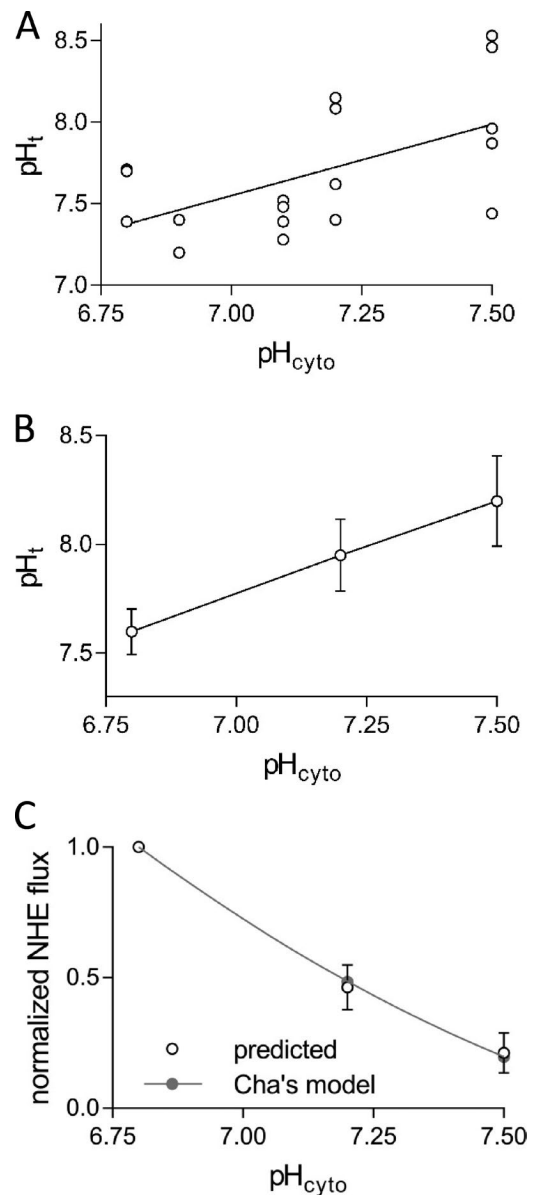 A
8.5
8.0
7.5
7.0
pHt
6.75 7.00 7.25 7.50
pHcyto
B
8.5
8.0
7.5
pHt
6.75 7.00 7.25 7.50
pHcyto
C
1.0
0.5
0.0
normalized NHE flux
predicted
Cha's model
6.75 7.00 7.25 7.50
pHcyto